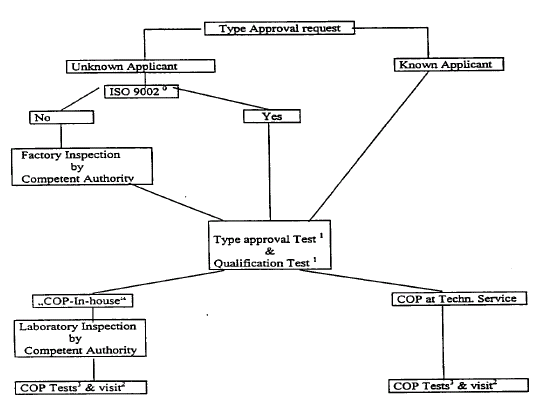 Type Approval request
Unknown Applicant
Known Applicant
ISO 9002 ⁰
No
Yes
Factory Inspection
by
Competent Authority
Type approval Test ¹
&
Qualification Test ¹
„COP-In-house“
COP at Techn. Service
Laboratory Inspection
by
Competent Authority
COP Tests³ & visit²
COP Tests³ & visit²